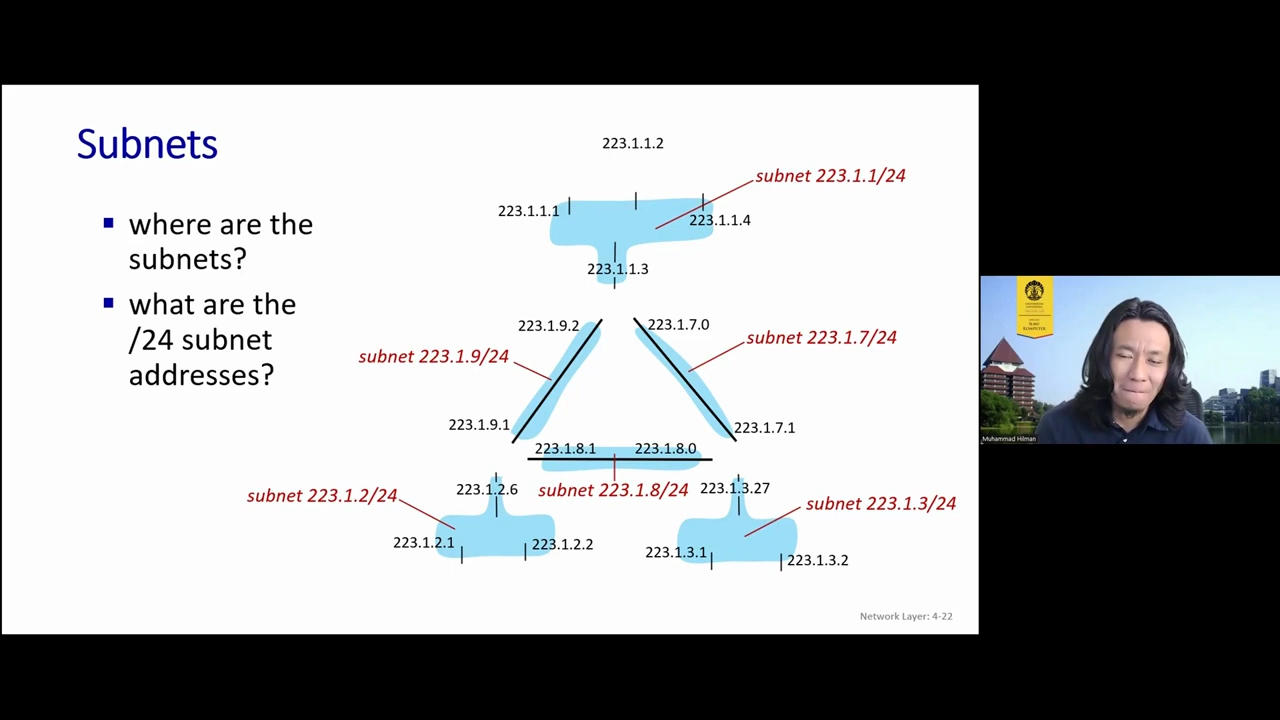 Subnets
where are the
subnets?
what are the
/24 subnet
addresses?
223.1.1.2
subnet 223.1.1/24
223.1.1.1
223.1.1.4
223.1.1.3
223.1.9.2
223.1.7.0
subnet 223.1.9/24
subnet 223.1.7/24
223.1.9.1
223.1.7.1
223.1.8.1
223.1.8.0
subnet 223.1.2/24
223.1.2.6
subnet 223.1.8/24
223.1.3.27
subnet 223.1.3/24
223.1.2.1
223.1.2.2
223.1.3.1
223.1.3.2
Network Layer: 4-22
ILMU
KOMPUTER
Muhammad Hilman